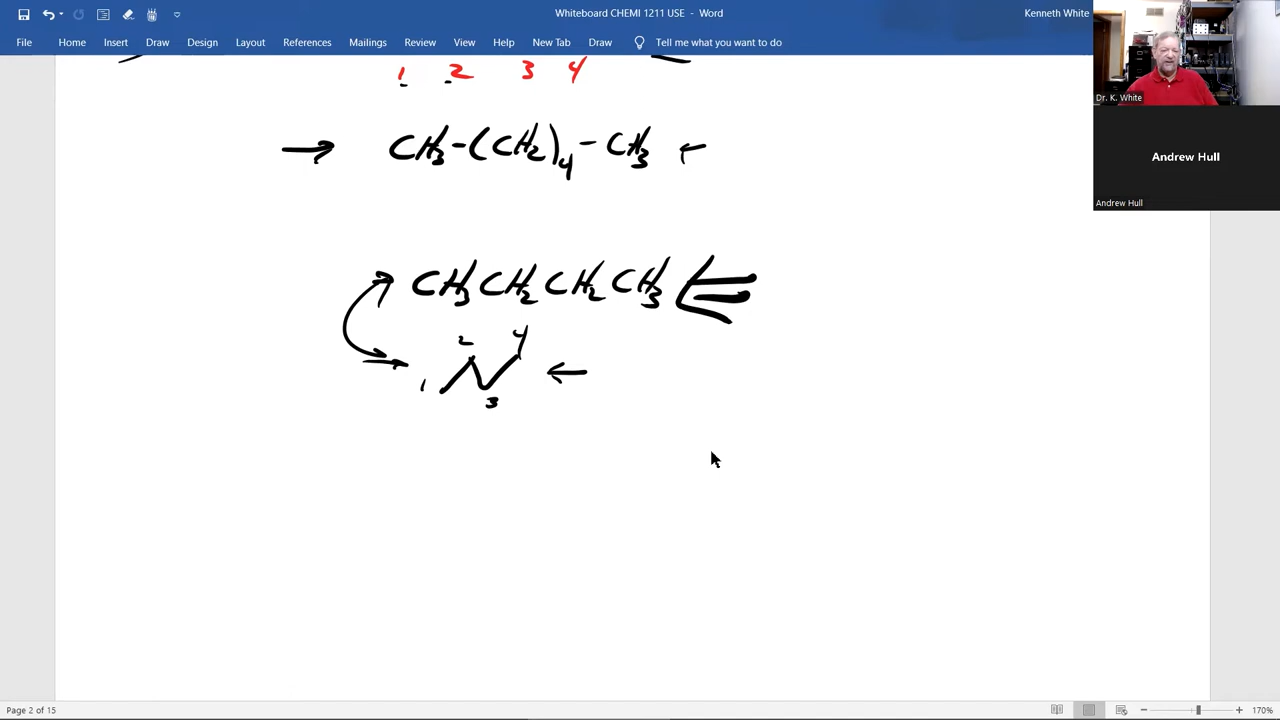 Whiteboard CHEMI 1211 USE - Word
Kenneth White
File Home Insert Draw Design Layout References Mailings Review View Help New Tab Draw Tell me what you want to do
Dr. K. White
Andrew Hull
Andrew Hull
1 2 3 4
CH3-(CH2)4-CH3
CH3CH2CH2CH3
2 4
1
3
Page 2 of 15
170%